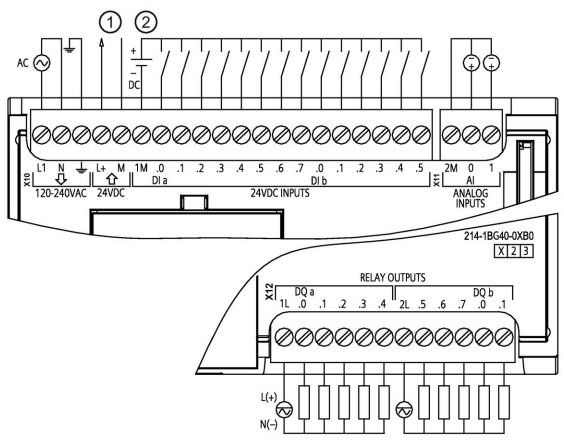 ① ②
AC
+
−
DC
+
−
+
−
X10
L1 N L+ M 1M .0 .1 .2 .3 .4 .5 .6 .7 .0 .1 .2 .3 .4 .5
X11
2M 0 1
DI a DI b AI
120-240VAC 24VDC 24VDC INPUTS
ANALOG
INPUTS
214-1BG40-0XB0
X 2 3
RELAY OUTPUTS
X12
DQ a DQ b
1L .0 .1 .2 .3 .4 2L .5 .6 .7 .0 .1
L(+)
N(−)